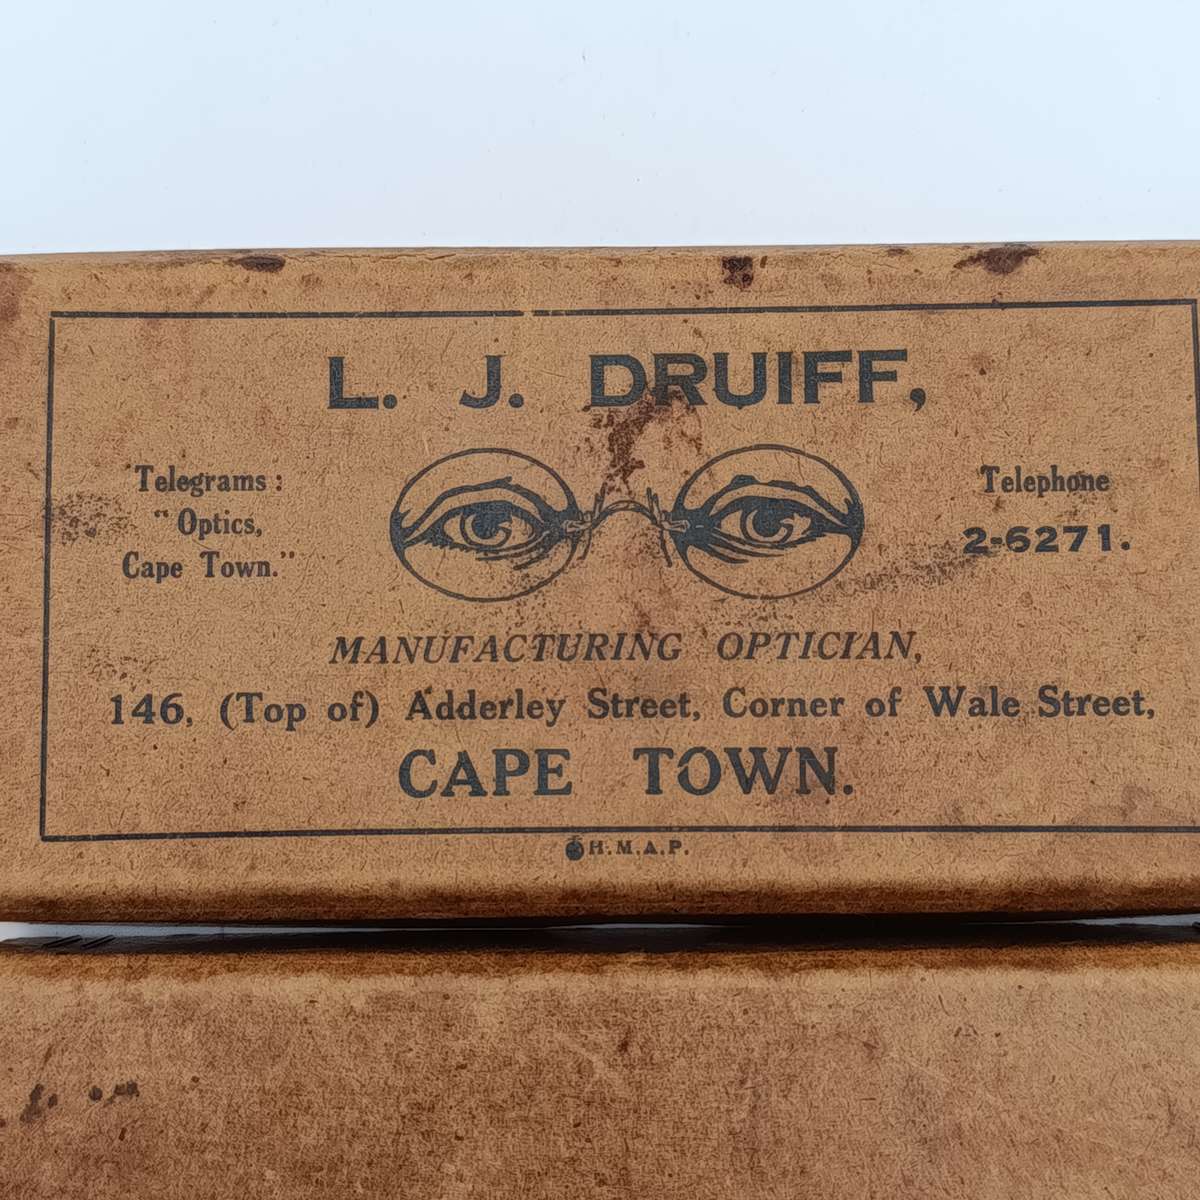 L. J. DRUIFF,
Telegrams:
"Optics,
Cape Town."
Telephone
2-6271.
MANUFACTURING OPTICIAN,
146, (Top of) Adderley Street, Corner of Wale Street,
CAPE TOWN.
H.M.A.P.